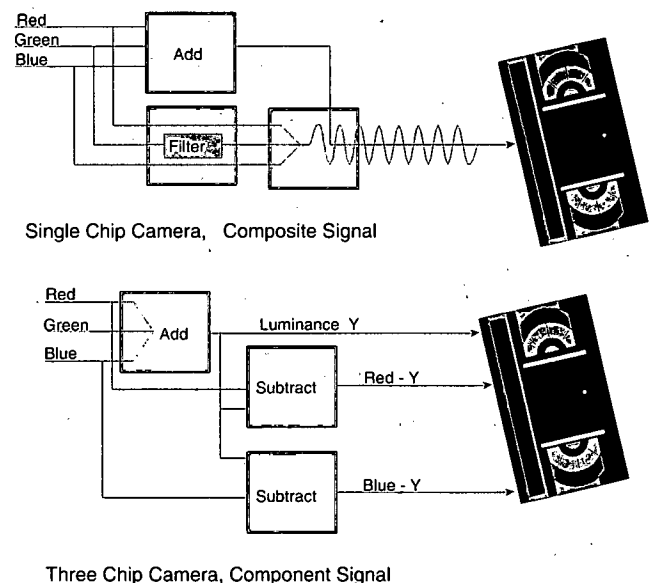 Red
Green
Blue
Add
Filter
Single Chip Camera, Composite Signal
Red
Green
Blue
Add
Luminance Y
Subtract
Red - Y
Subtract
Blue - Y
Three Chip Camera, Component Signal